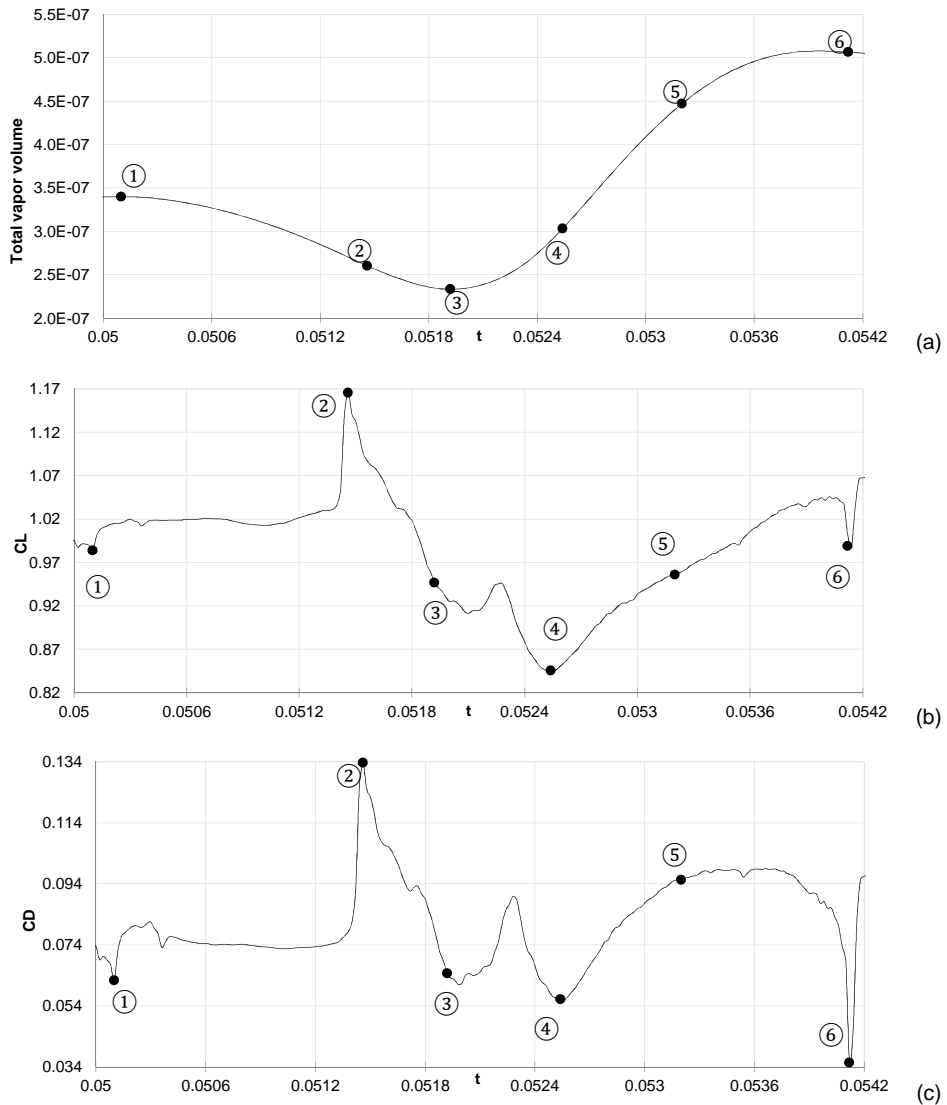 5.5E-07
5.0E-07
4.5E-07
4.0E-07
3.5E-07
3.0E-07
2.5E-07
2.0E-07
Total vapor volume
① ② ③ ④ ⑤ ⑥
0.05 0.0506 0.0512 0.0518 t 0.0524 0.053 0.0536 0.0542
(a)
1.17
1.12
1.07
1.02
0.97
0.92
0.87
0.82
CL
① ② ③ ④ ⑤ ⑥
0.05 0.0506 0.0512 0.0518 t 0.0524 0.053 0.0536 0.0542
(b)
0.134
0.114
0.094
0.074
0.054
0.034
CD
① ② ③ ④ ⑤ ⑥
0.05 0.0506 0.0512 0.0518 t 0.0524 0.053 0.0536 0.0542
(c)